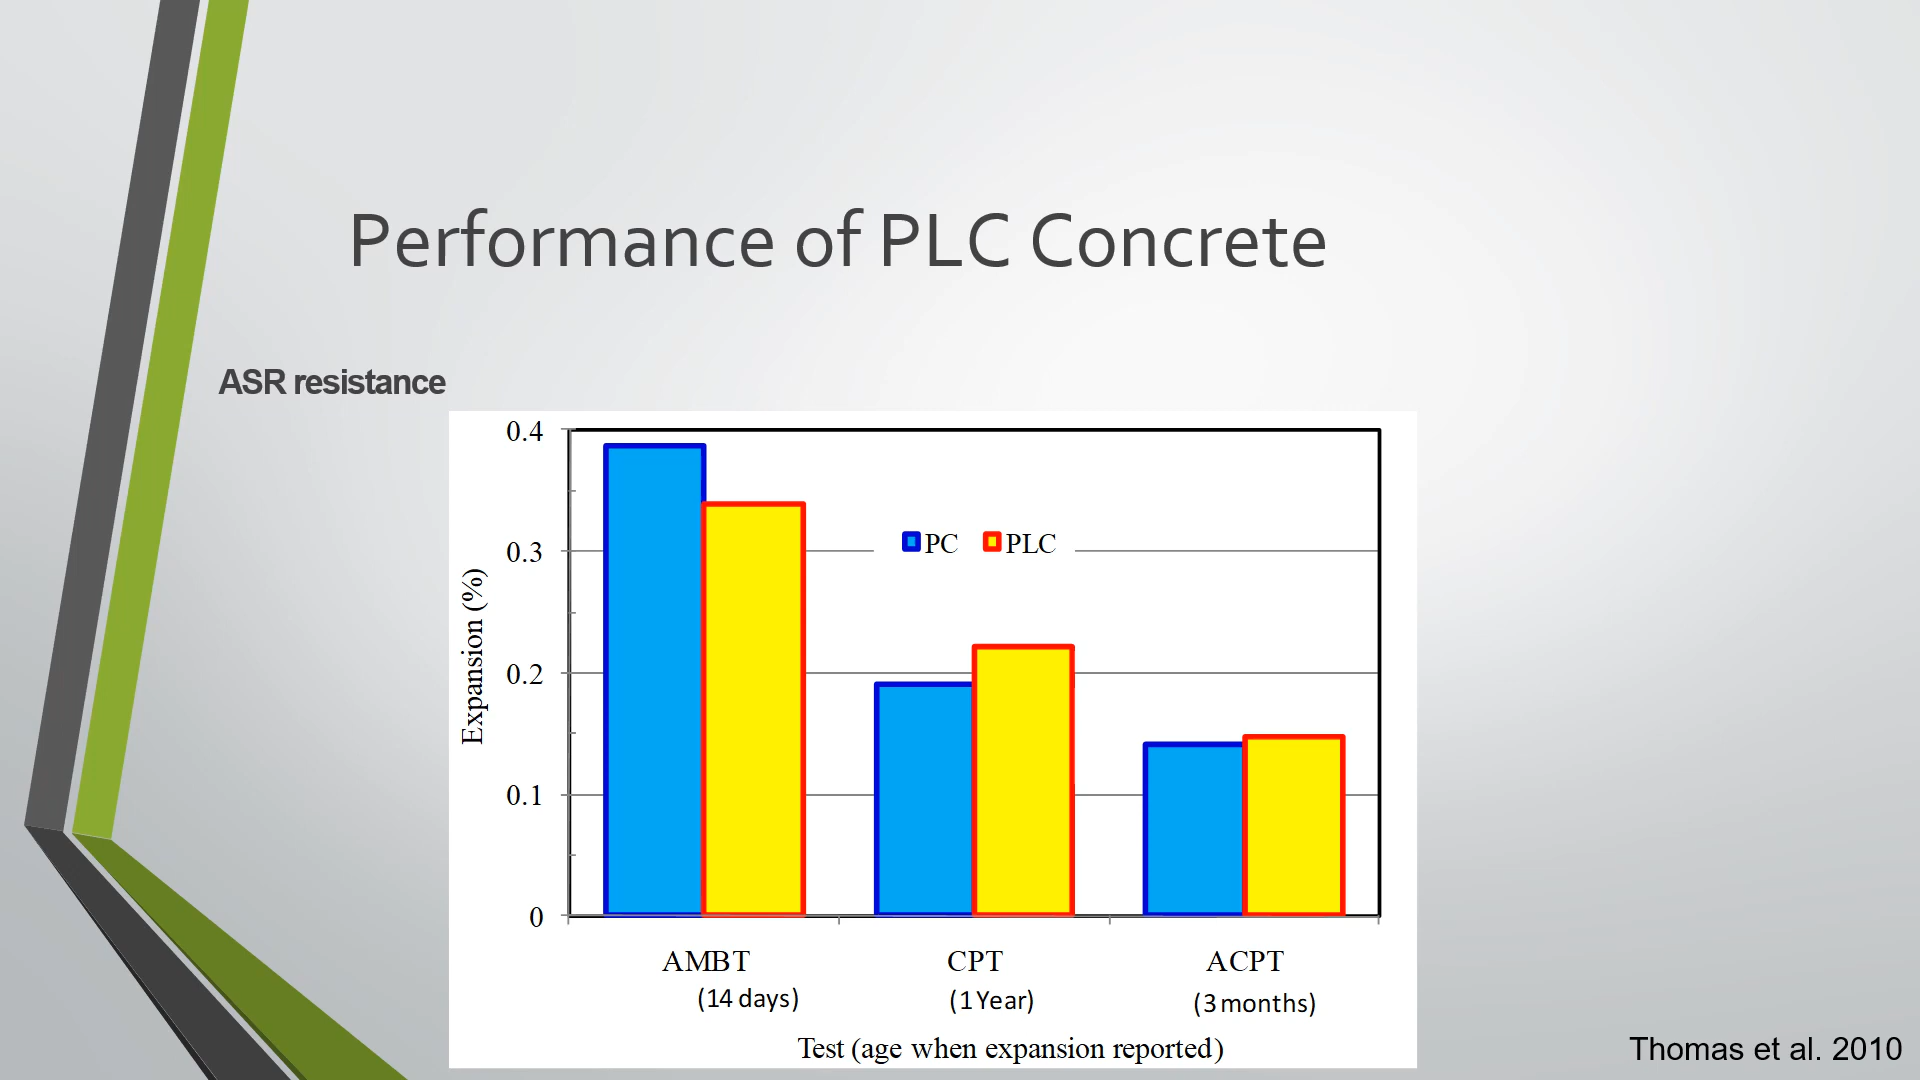 Performance of PLC Concrete
ASR resistance
0.4
0.3
0.2
0.1
0
Expansion (%)
PC PLC
AMBT CPT ACPT
(14 days) (1 Year) (3 months)
Test (age when expansion reported)
Thomas et al. 2010